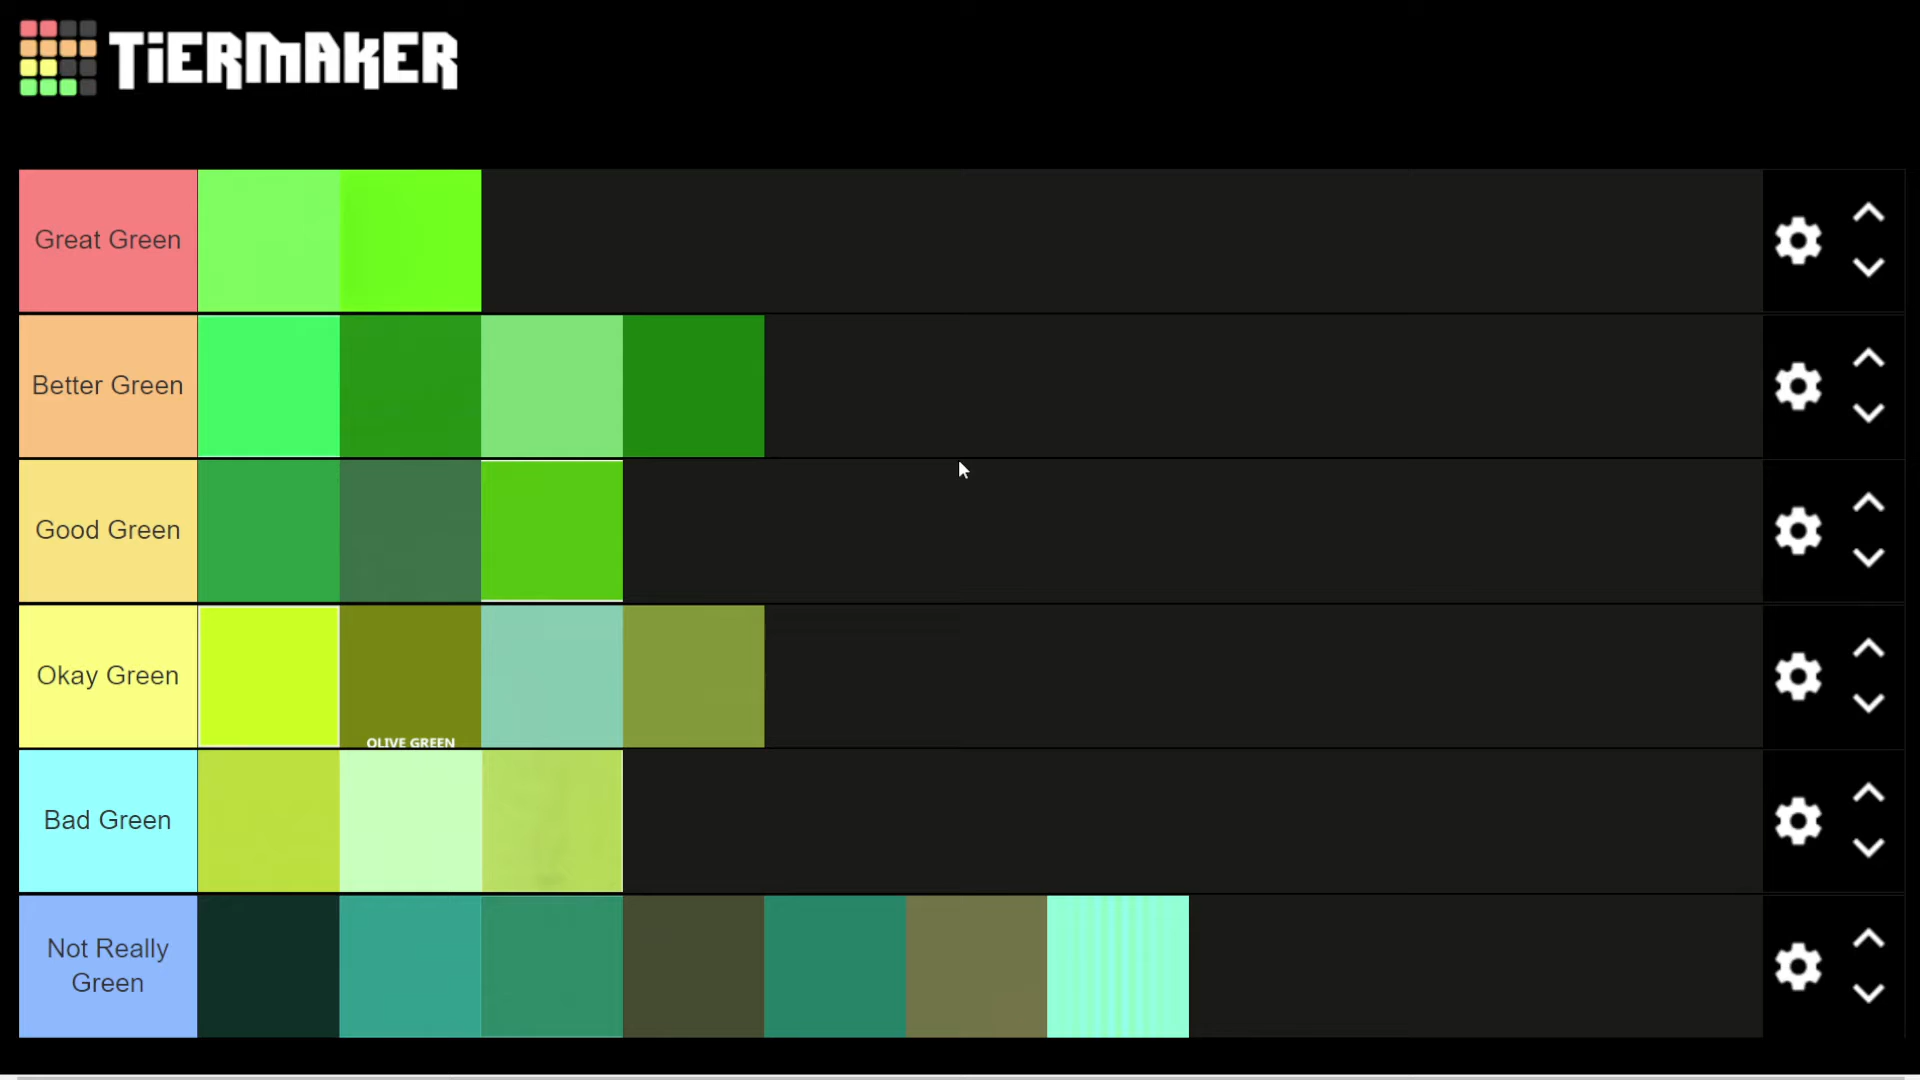 TiERMAKER
Great Green
Better Green
Good Green
Okay Green
OLIVE GREEN
Bad Green
Not Really
Green